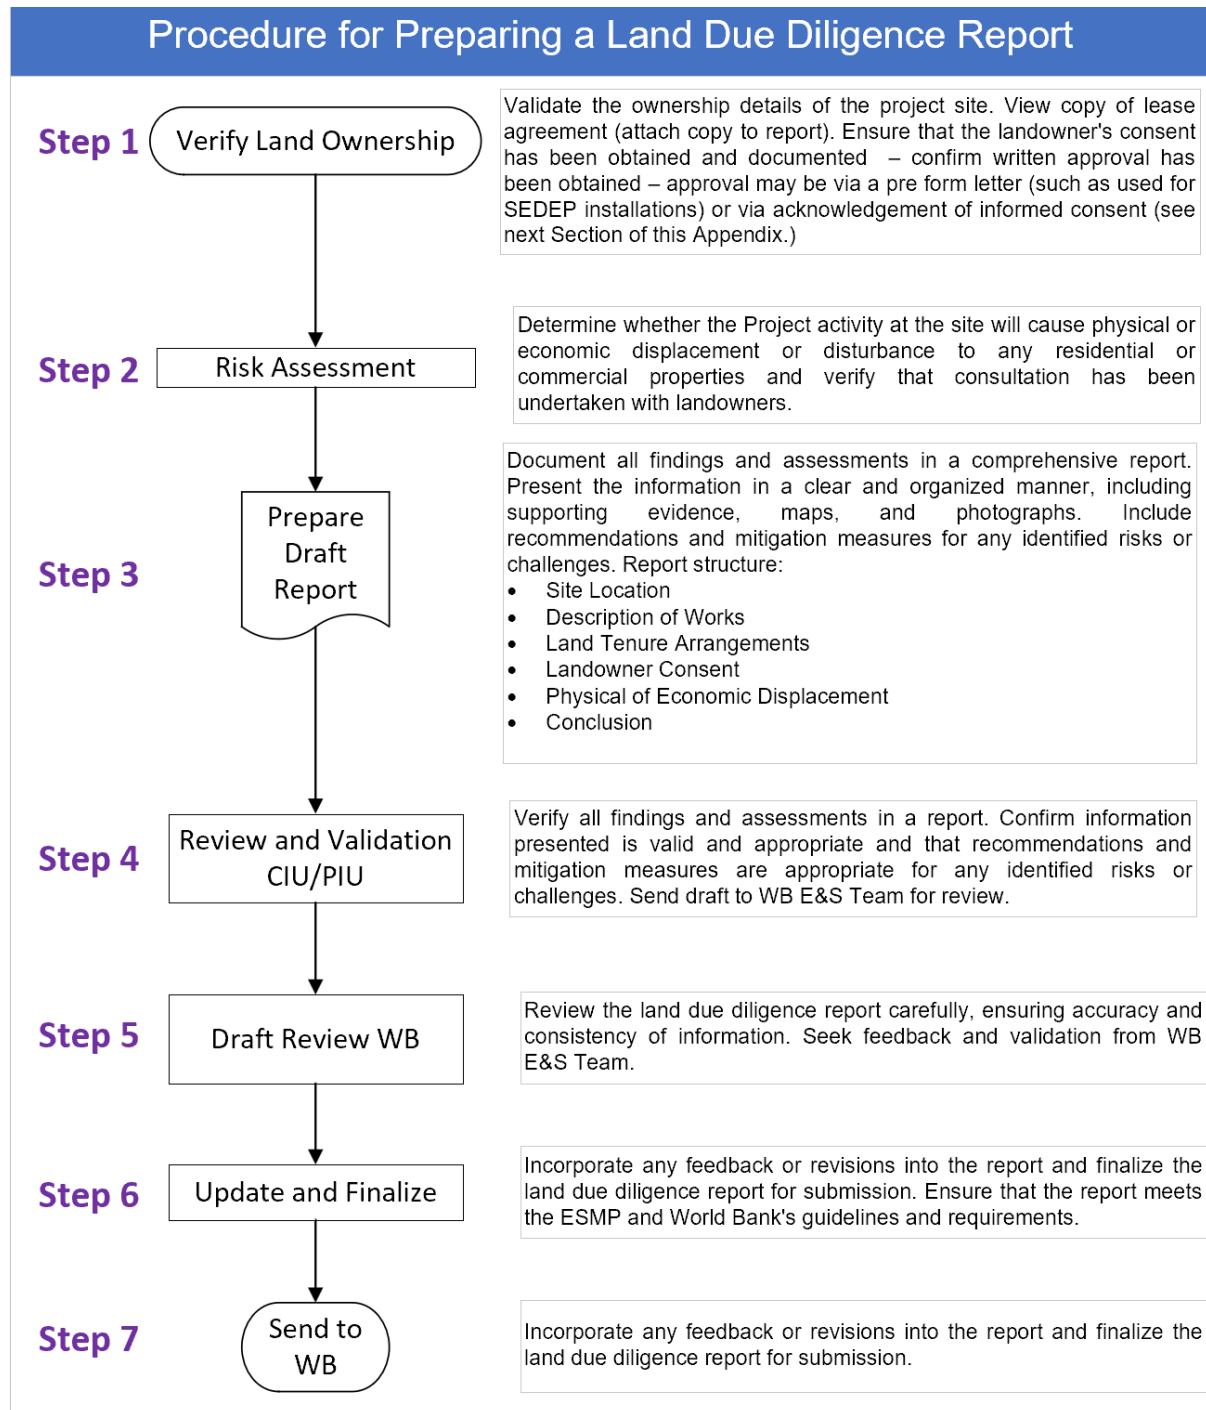 Procedure for Preparing a Land Due Diligence Report
Step 1
Verify Land Ownership
Validate the ownership details of the project site. View copy of lease
agreement (attach copy to report). Ensure that the landowner's consent
has been obtained and documented – confirm written approval has
been obtained – approval may be via a pre form letter (such as used for
SEDEP installations) or via acknowledgement of informed consent (see
next Section of this Appendix.)
Step 2
Risk Assessment
Determine whether the Project activity at the site will cause physical or
economic displacement or disturbance to any residential or
commercial properties and verify that consultation has been
undertaken with landowners.
Step 3
Prepare
Draft
Report
Document all findings and assessments in a comprehensive report.
Present the information in a clear and organized manner, including
supporting evidence, maps, and photographs. Include
recommendations and mitigation measures for any identified risks or
challenges. Report structure:
• Site Location
• Description of Works
• Land Tenure Arrangements
• Landowner Consent
• Physical of Economic Displacement
• Conclusion
Step 4
Review and Validation
CIU/PIU
Verify all findings and assessments in a report. Confirm information
presented is valid and appropriate and that recommendations and
mitigation measures are appropriate for any identified risks or
challenges. Send draft to WB E&S Team for review.
Step 5
Draft Review WB
Review the land due diligence report carefully, ensuring accuracy and
consistency of information. Seek feedback and validation from WB
E&S Team.
Step 6
Update and Finalize
Incorporate any feedback or revisions into the report and finalize the
land due diligence report for submission. Ensure that the report meets
the ESMP and World Bank's guidelines and requirements.
Step 7
Send to
WB
Incorporate any feedback or revisions into the report and finalize the
land due diligence report for submission.